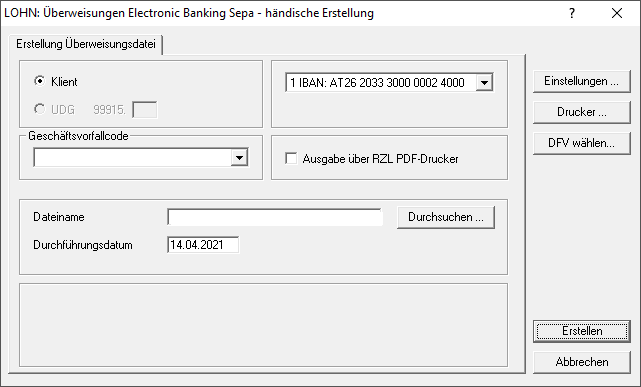 LOHN: Überweisungen Electronic Banking Sepa - händische Erstellung
Erstellung Überweisungsdatei
Klient
UDG 99915.
1 IBAN: AT26 2033 3000 0002 4000
Einstellungen ...
Drucker ...
DFV wählen...
Geschäftsvorfallcode
Ausgabe über RZL PDF-Drucker
Dateiname
Durchsuchen ...
Durchführungsdatum 14.04.2021
Erstellen
Abbrechen